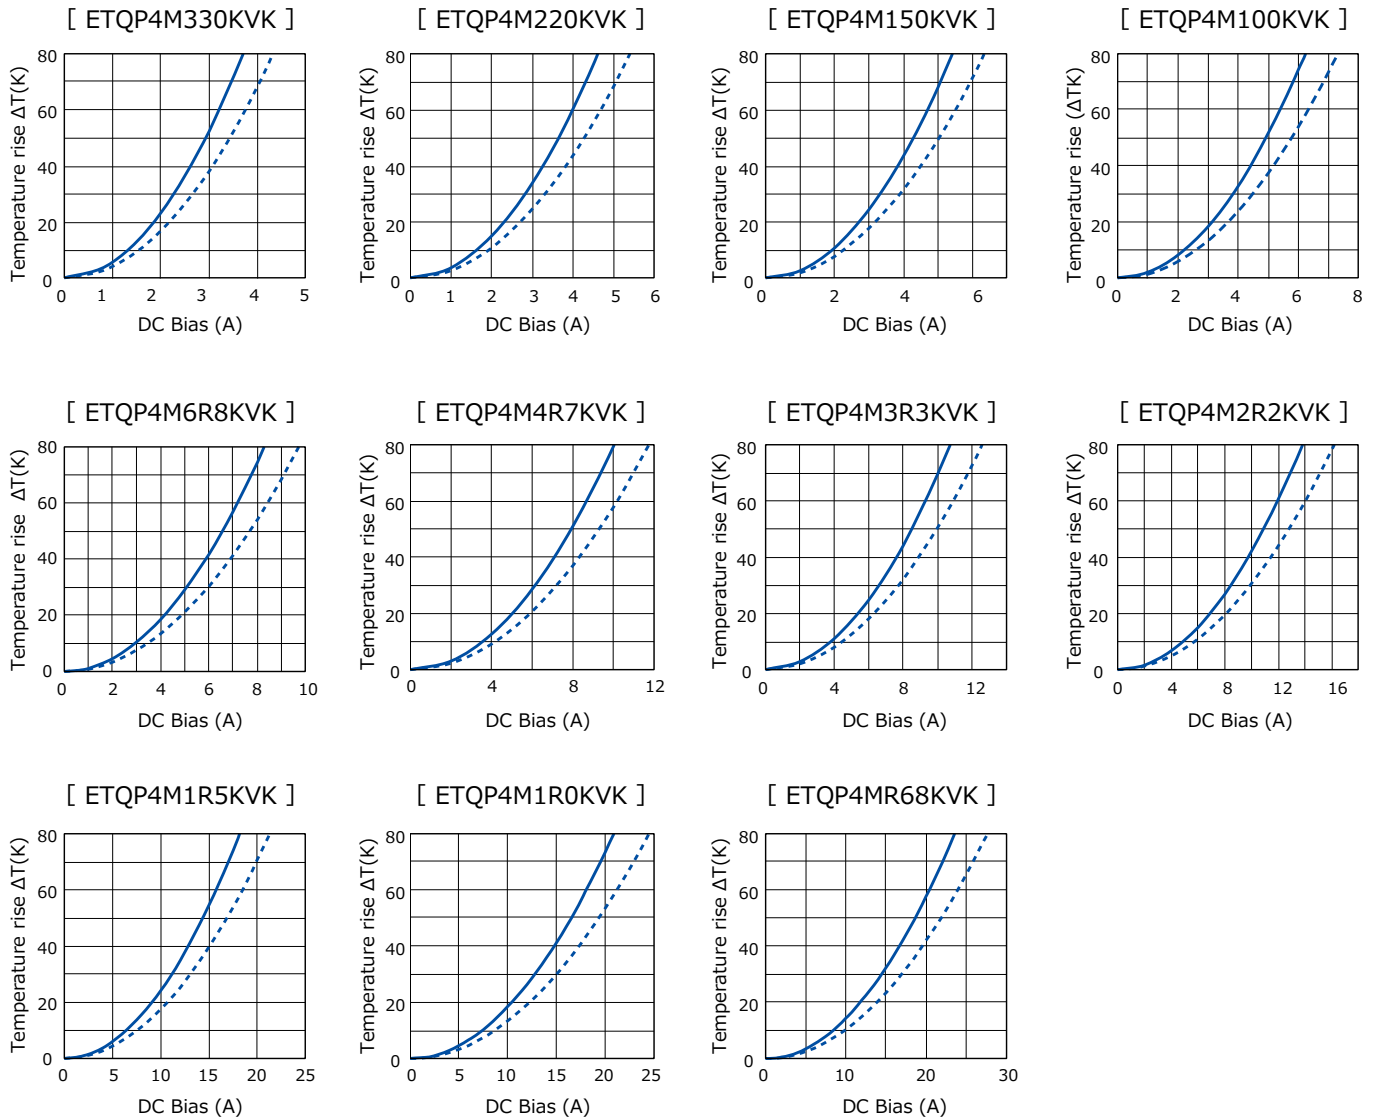 [ ETQP4M330KVK ]
80
60
40
20
0
Temperature rise ΔT(K)
0 1 2 3 4 5
DC Bias (A)
[ ETQP4M220KVK ]
80
60
40
20
0
Temperature rise ΔT(K)
0 1 2 3 4 5 6
DC Bias (A)
[ ETQP4M150KVK ]
80
60
40
20
0
Temperature rise ΔT(K)
0 2 4 6
DC Bias (A)
[ ETQP4M100KVK ]
80
60
40
20
0
Temperature rise (ΔTK)
0 2 4 6 8
DC Bias (A)
[ ETQP4M6R8KVK ]
80
60
40
20
0
Temperature rise ΔT(K)
0 2 4 6 8 10
DC Bias (A)
[ ETQP4M4R7KVK ]
80
60
40
20
0
Temperature rise ΔT(K)
0 4 8 12
DC Bias (A)
[ ETQP4M3R3KVK ]
80
60
40
20
0
Temperature rise ΔT(K)
0 4 8 12
DC Bias (A)
[ ETQP4M2R2KVK ]
80
60
40
20
0
Temperature rise ΔT(K)
0 4 8 12 16
DC Bias (A)
[ ETQP4M1R5KVK ]
80
60
40
20
0
Temperature rise ΔT(K)
0 5 10 15 20 25
DC Bias (A)
[ ETQP4M1R0KVK ]
80
60
40
20
0
Temperature rise ΔT(K)
0 5 10 15 20 25
DC Bias (A)
[ ETQP4MR68KVK ]
80
60
40
20
0
Temperature rise ΔT(K)
0 10 20 30
DC Bias (A)